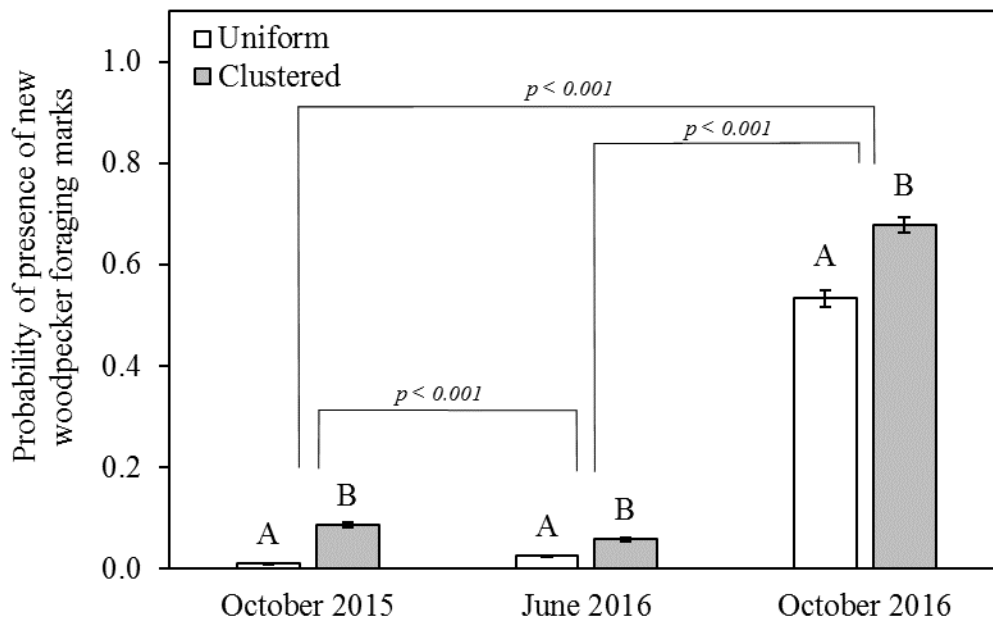 Probability of presence of new
woodpecker foraging marks
1.0
0.8
0.6
0.4
0.2
0.0
Uniform
Clustered
p < 0.001
p < 0.001
p < 0.001
A
B
A
B
A
B
October 2015
June 2016
October 2016